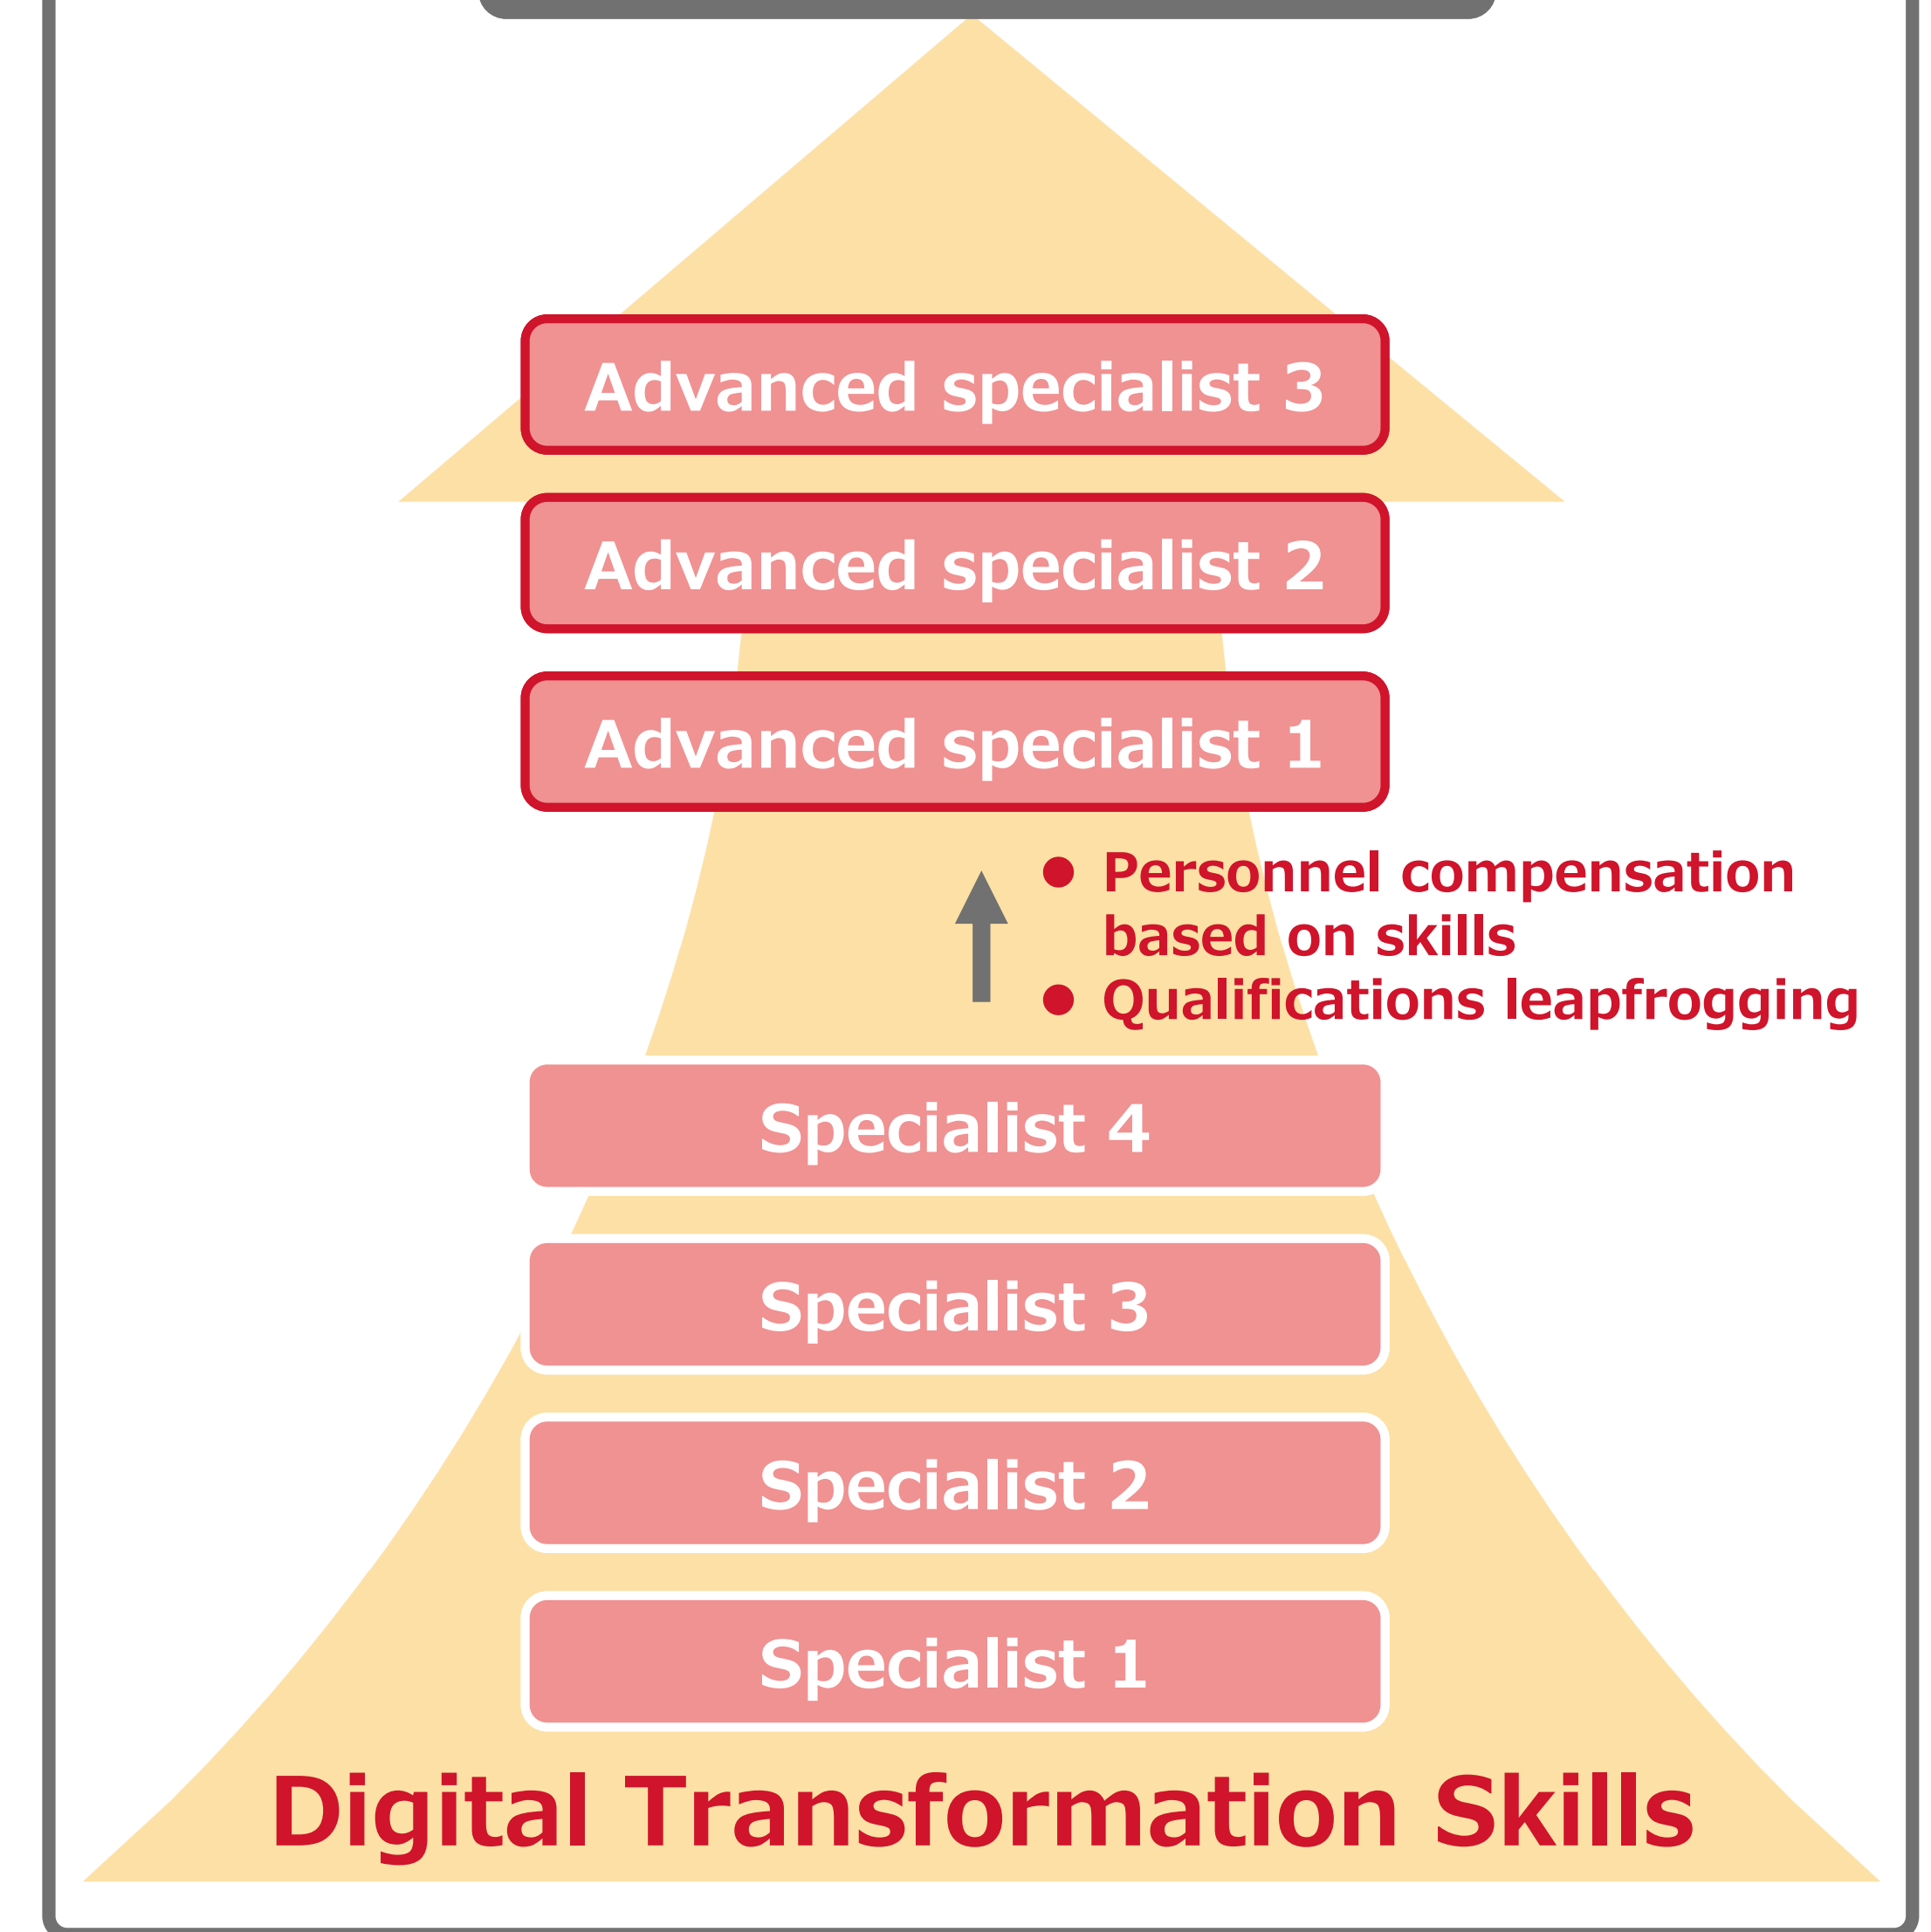 Advanced specialist 3
Advanced specialist 2
Advanced specialist 1
● Personnel compensation
based on skills
● Qualifications leapfrogging
Specialist 4
Specialist 3
Specialist 2
Specialist 1
Digital Transformation Skills